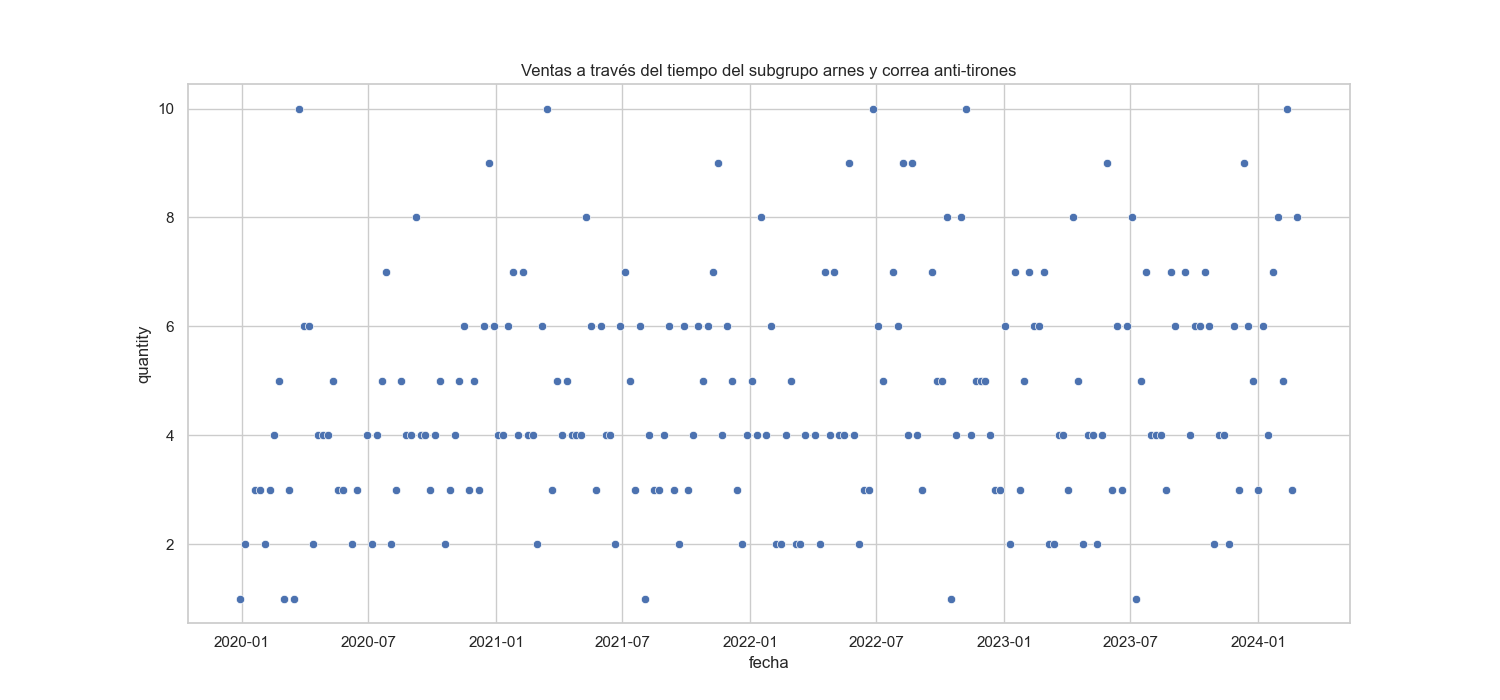 Ventas a través del tiempo del subgrupo arnes y correa anti-tirones
10
8
6
4
2
quantity
2020-01 2020-07 2021-01 2021-07 2022-01 2022-07 2023-01 2023-07 2024-01
fecha